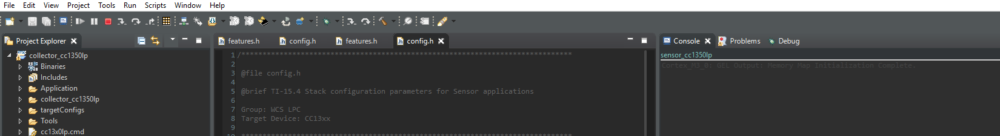 File Edit View Project Tools Run Scripts Window Help
Project Explorer
collector_cc1350lp
Binaries
Includes
Application
collector_cc1350lp
targetConfigs
Tools
cc13x0lp.cmd
features.h config.h features.h config.h
1 /******************************************************************************
2
3 @file config.h
4
5 @brief TI-15.4 Stack configuration parameters for Sensor applications
6
7 Group: WCS LPC
8 Target Device: CC13xx
9
10 ******************************************************************************
Console Problems Debug
sensor_cc1350lp
Cortex_M3_0: GEL Output: Memory Map Initialization Complete.